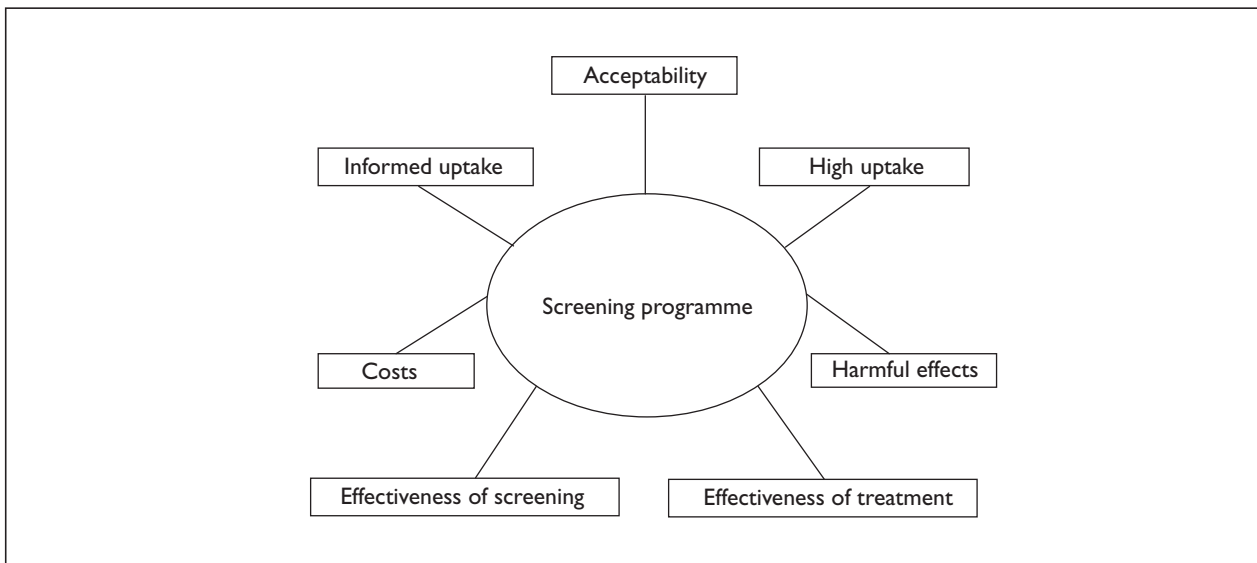 Acceptability
Informed uptake
High uptake
Screening programme
Costs
Harmful effects
Effectiveness of screening
Effectiveness of treatment